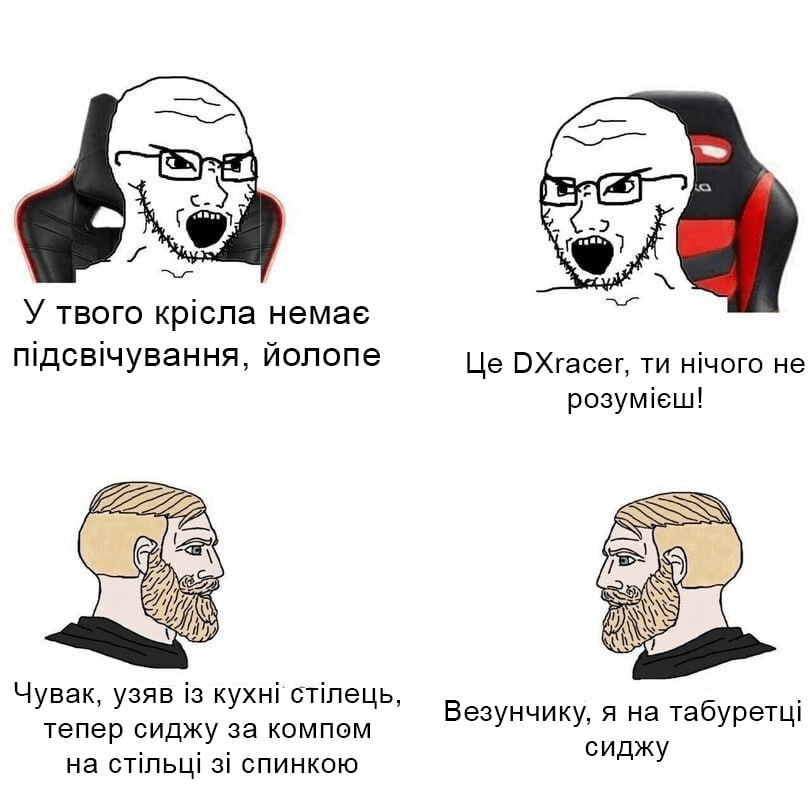 У твого крісла немає
підсвічування, йолопе
Це DXracer, ти нічого не
розумієш!
Чувак, узяв із кухні стілець,
тепер сиджу за компом
на стільці зі спинкою
Везунчику, я на табуретці
сиджу